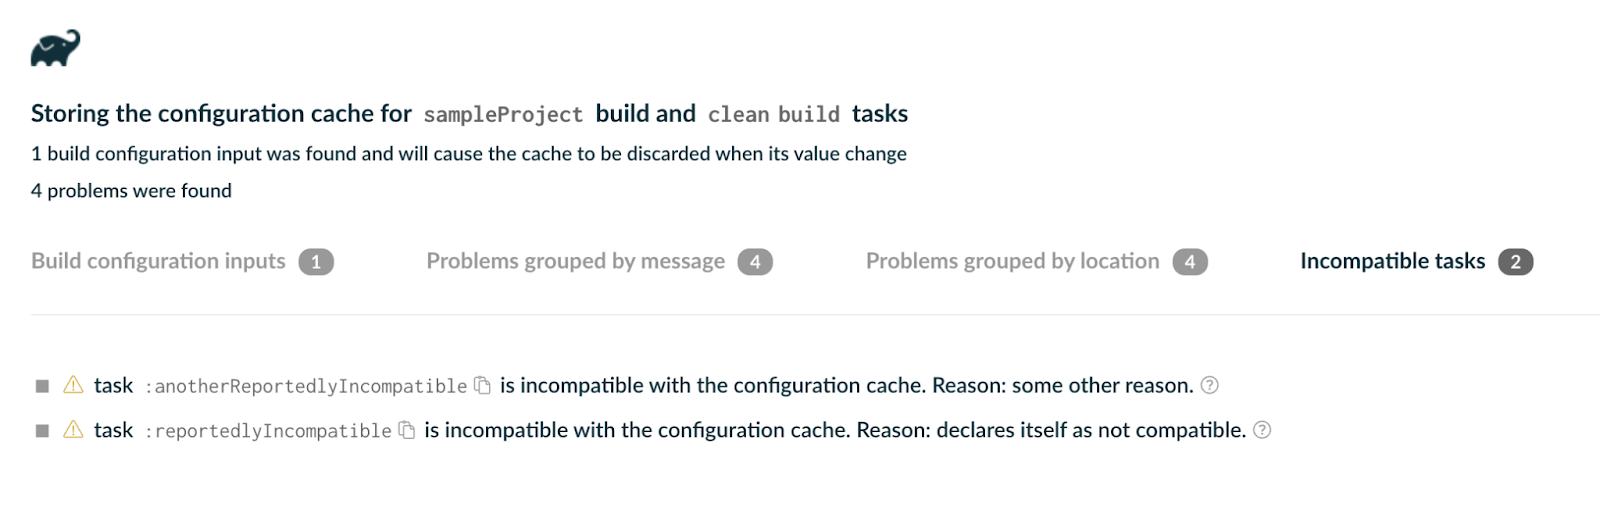 Storing the configuration cache for sampleProject build and clean build tasks
1 build configuration input was found and will cause the cache to be discarded when its value change
4 problems were found
Build configuration inputs 1 Problems grouped by message 4 Problems grouped by location 4 Incompatible tasks 2
task :anotherReportedlyIncompatible is incompatible with the configuration cache. Reason: some other reason. ?
task :reportedlyIncompatible is incompatible with the configuration cache. Reason: declares itself as not compatible. ?